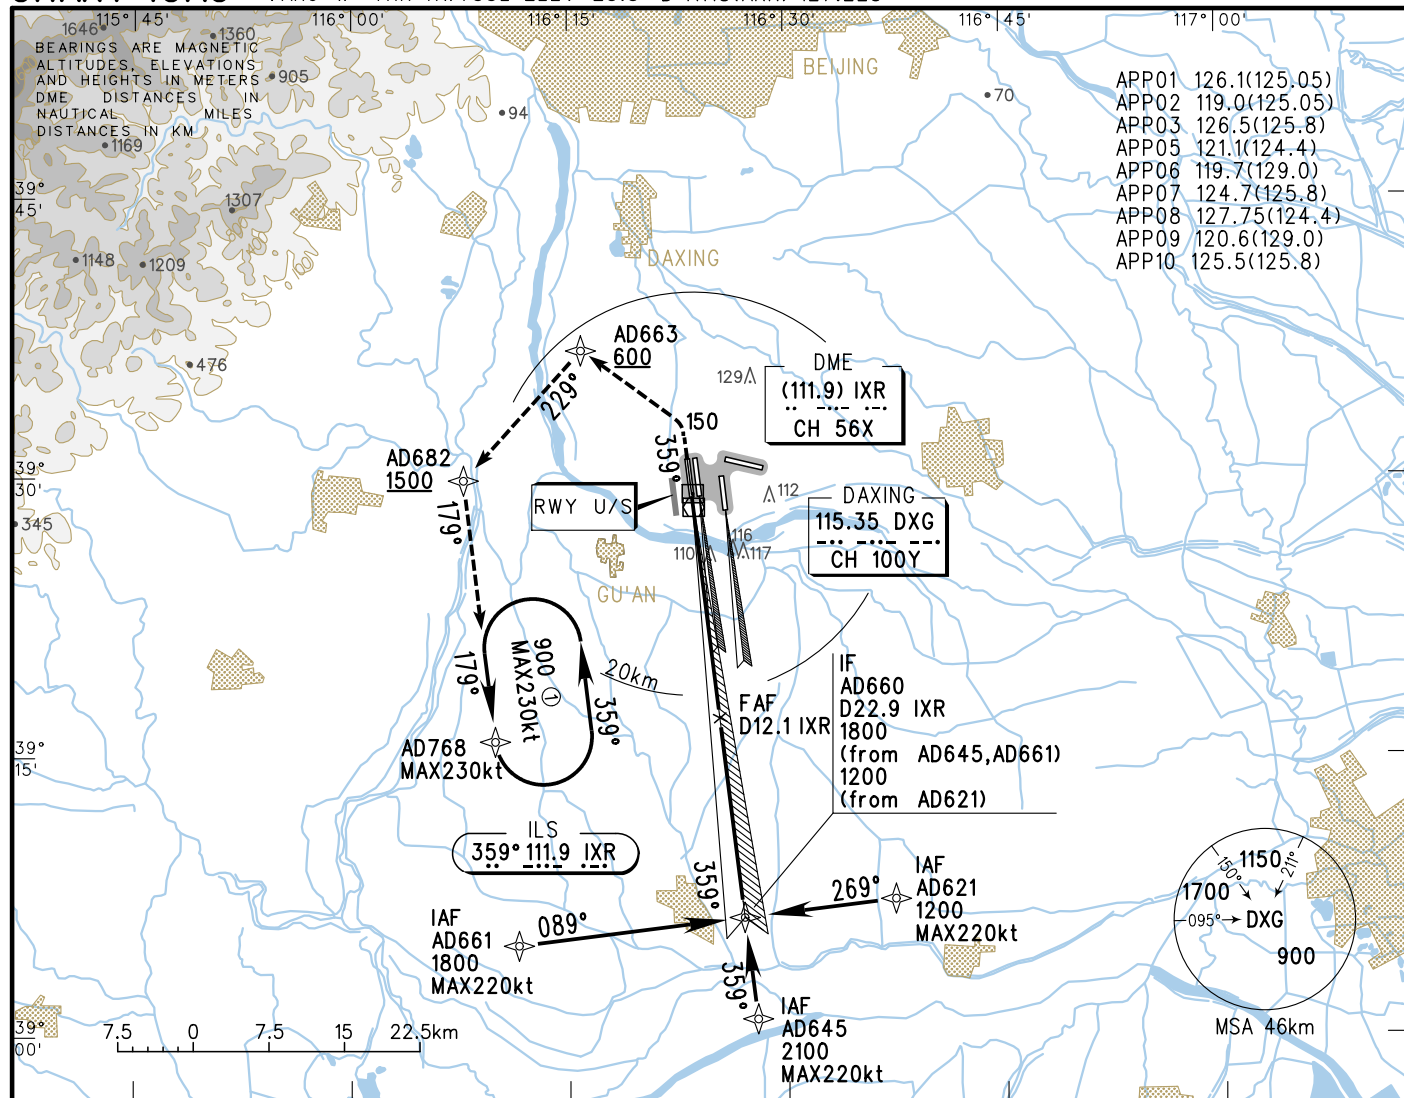 115°45'
116°00'
116°15'
116°30'
116°45'
117°00'
BEARINGS ARE MAGNETIC
ALTITUDES, ELEVATIONS
AND HEIGHTS IN METERS
DME DISTANCES IN
NAUTICAL MILES
DISTANCES IN KM
1646
1360
905
94
1169
1307
800
400
100
1148
1209
476
345
70
BEIJING
APP01 126.1(125.05)
APP02 119.0(125.05)
APP03 126.5(125.8)
APP05 121.1(124.4)
APP06 119.7(129.0)
APP07 124.7(125.8)
APP08 127.75(124.4)
APP09 120.6(129.0)
APP10 125.5(125.8)
39°
45'
DAXING
AD663
600
229°
150
359°
129
DME
(111.9) IXR
CH 56X
AD682
1500
39°
30'
179°
RWY U/S
112
DAXING
115.35 DXG
CH 100Y
116
110
117
GU'AN
900
MAX230kt
1
179°
359°
20km
AD768
MAX230kt
39°
15'
FAF
D12.1 IXR
IF
AD660
D22.9 IXR
1800
(from AD645,AD661)
1200
(from AD621)
ILS
359° 111.9 IXR
359°
269°
IAF
AD621
1200
MAX220kt
IAF
AD661
1800
MAX220kt
089°
359°
IAF
AD645
2100
MAX220kt
1150
150°
211°
1700
095°
DXG
900
MSA 46km
39°
00'
7.5 0 7.5 15 22.5km